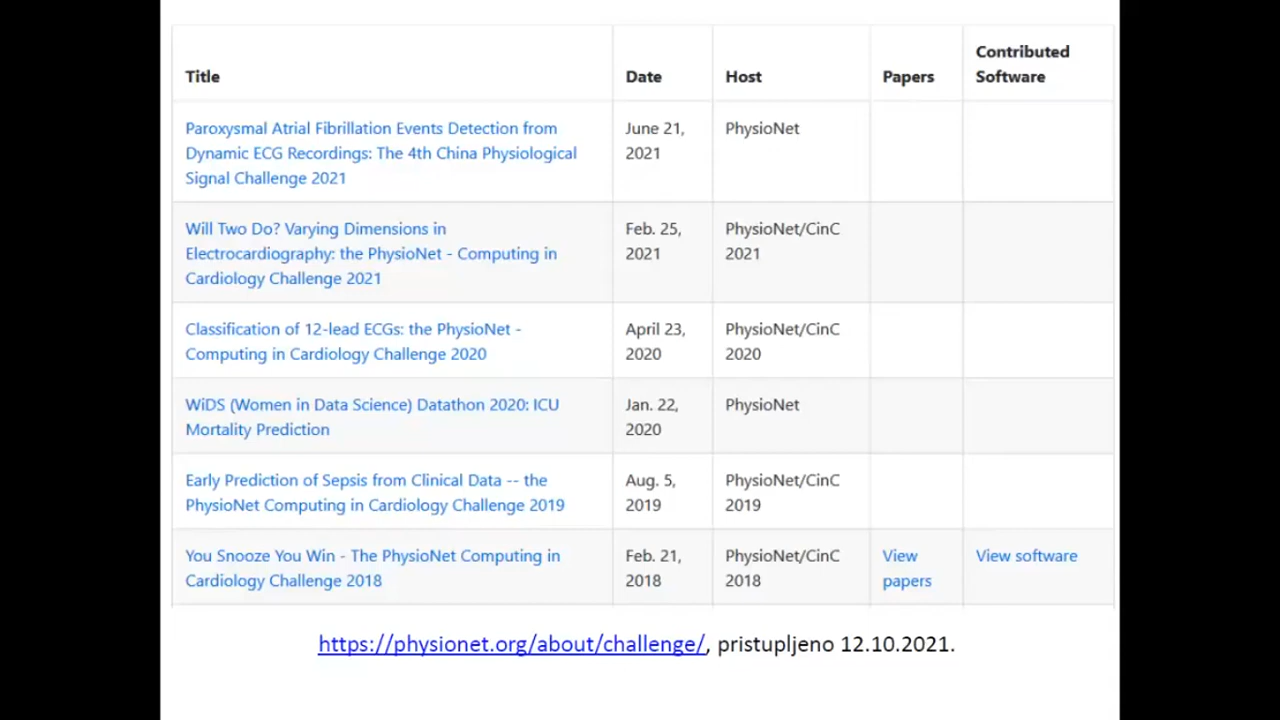 Title Date Host Papers Contributed Software
Paroxysmal Atrial Fibrillation Events Detection from
Dynamic ECG Recordings: The 4th China Physiological
Signal Challenge 2021
June 21,
2021
PhysioNet
Will Two Do? Varying Dimensions in
Electrocardiography: the PhysioNet - Computing in
Cardiology Challenge 2021
Feb. 25,
2021
PhysioNet/CinC
2021
Classification of 12-lead ECGs: the PhysioNet -
Computing in Cardiology Challenge 2020
April 23,
2020
PhysioNet/CinC
2020
WiDS (Women in Data Science) Datathon 2020: ICU
Mortality Prediction
Jan. 22,
2020
PhysioNet
Early Prediction of Sepsis from Clinical Data -- the
PhysioNet Computing in Cardiology Challenge 2019
Aug. 5,
2019
PhysioNet/CinC
2019
You Snooze You Win - The PhysioNet Computing in
Cardiology Challenge 2018
Feb. 21,
2018
PhysioNet/CinC
2018
View
papers
View software
https://physionet.org/about/challenge/, pristupljeno 12.10.2021.